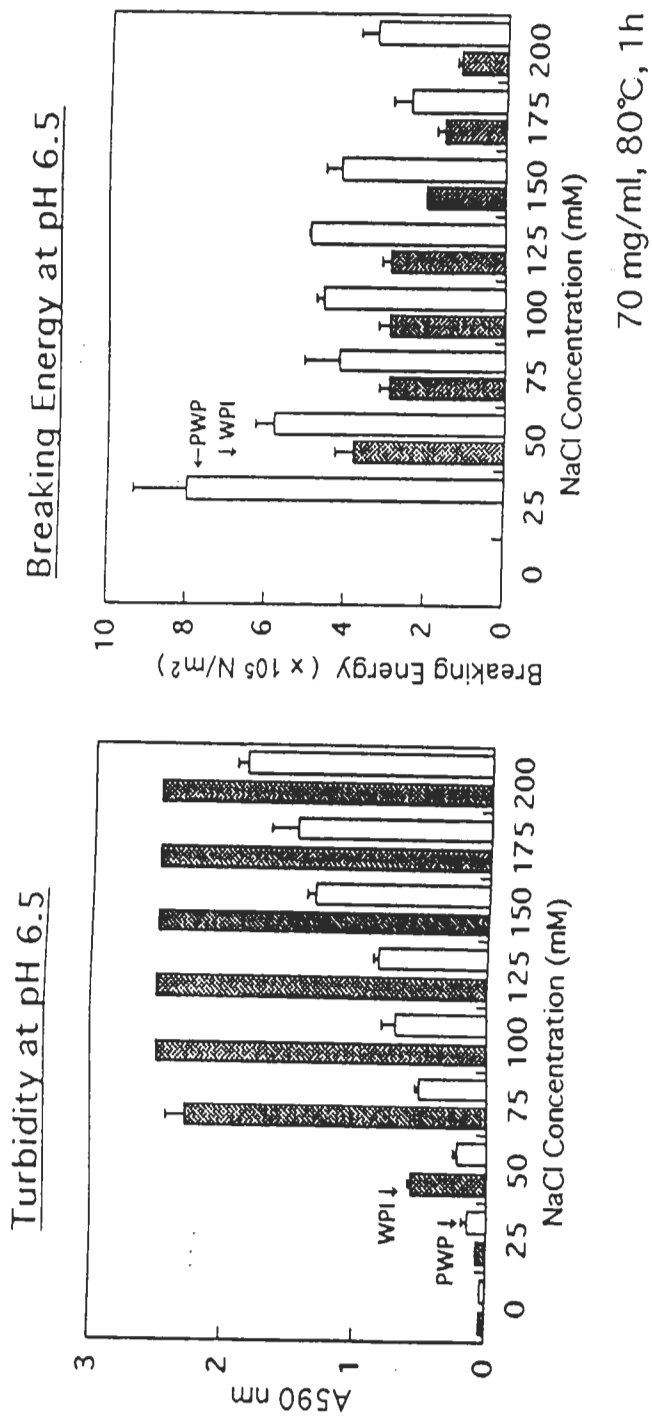 Turbidity at pH 6.5
3
2
1
0
A590 nm
WPI
PWP
0 25 50 75 100 125 150 175 200
NaCl Concentration (mM)
Breaking Energy at pH 6.5
10
8
6
4
2
0
Breaking Energy ( x 10⁵ N/m²)
←PWP
WPI
0 25 50 75 100 125 150 175 200
NaCl Concentration (mM)
70 mg/ml, 80°C, 1h